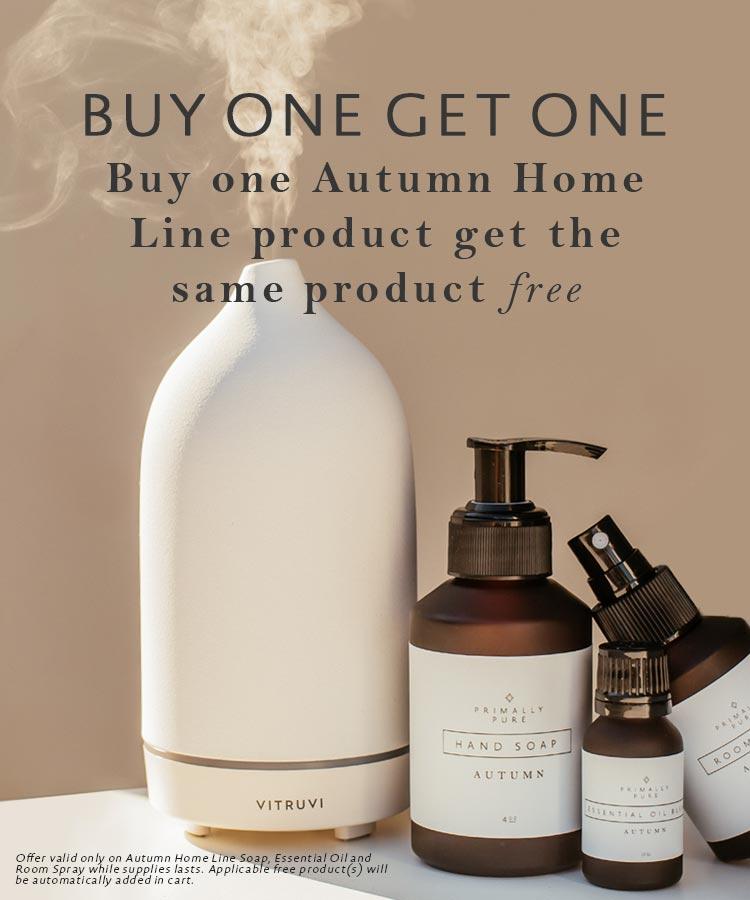 BUY ONE GET ONE
Buy one Autumn Home
Line product get the
same product free
PRIMALLY
PURE
HAND SOAP
AUTUMN
VITRUVI
PRIMALLY
PURE
ESSENTIAL OIL
AUTUMN
ROOM
Offer valid only on Autumn Home Line Soap, Essential Oil and
Room Spray while supplies lasts. Applicable free product(s) will
be automatically added in cart.